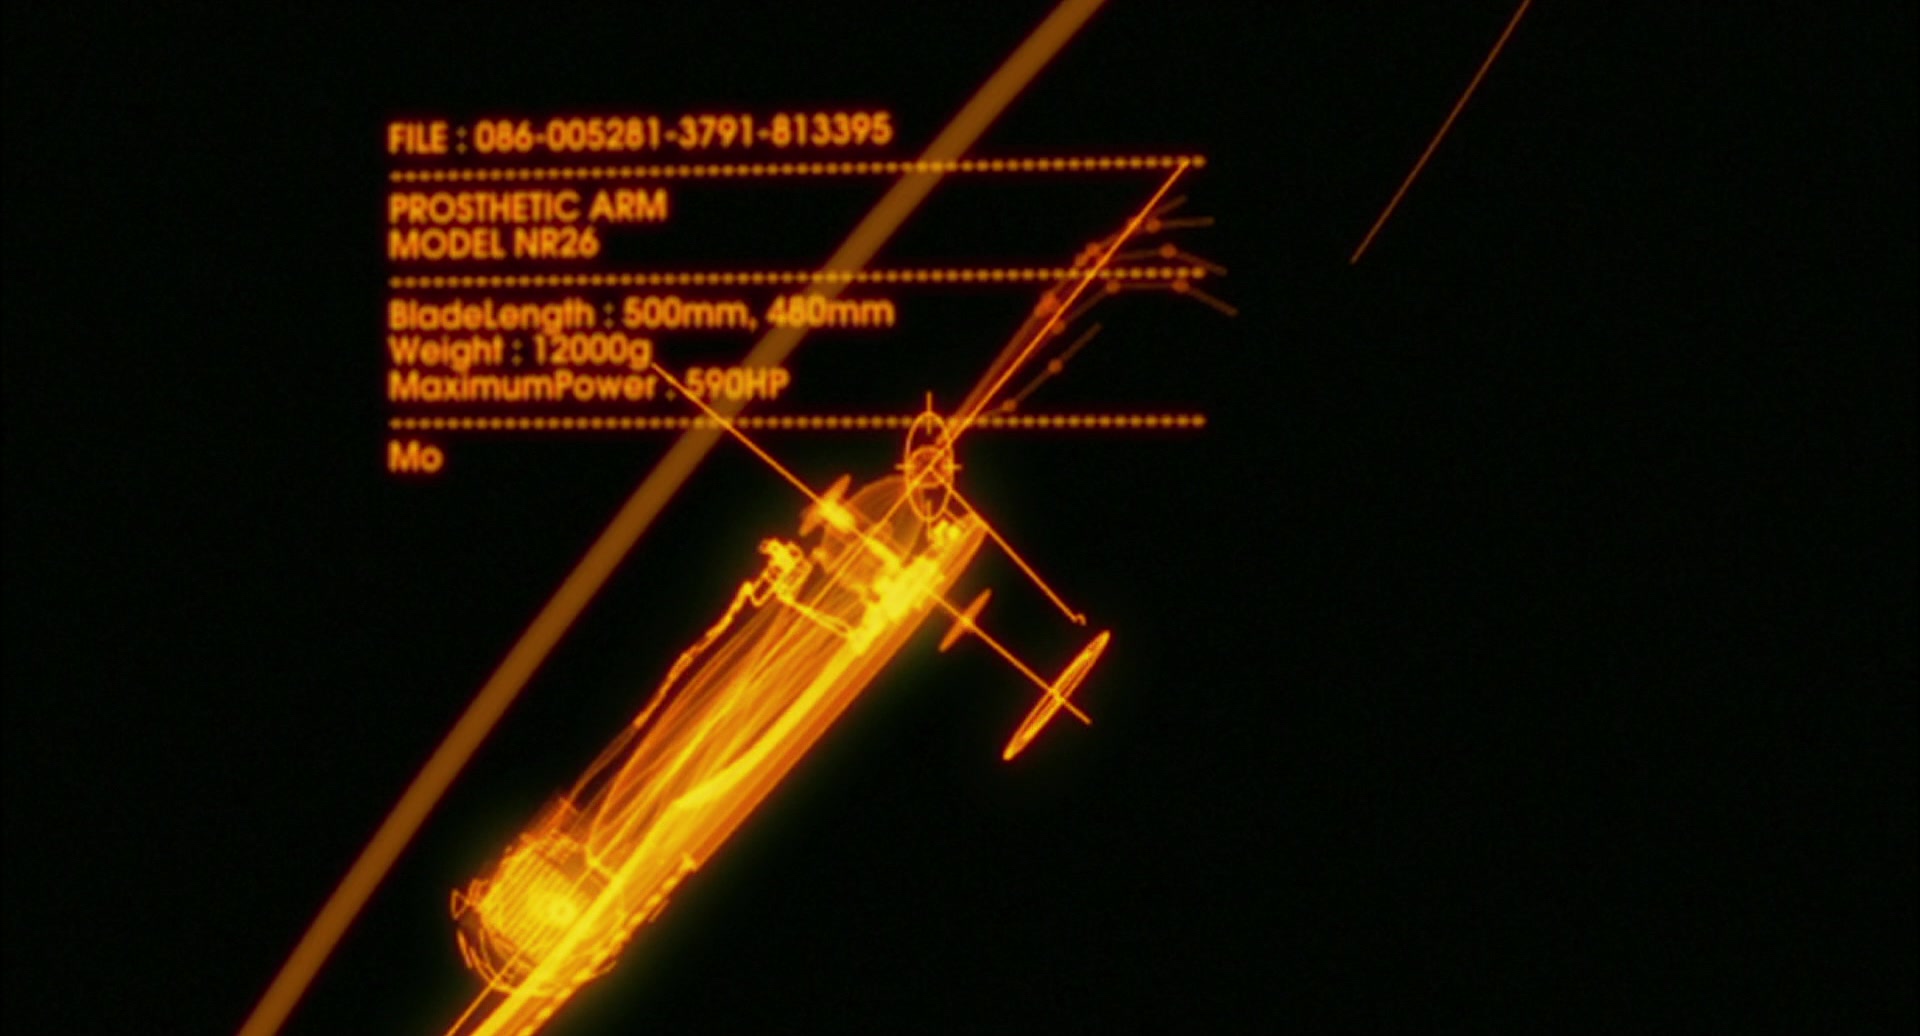 FILE : 086-005281-3791-813395
PROSTHETIC ARM
MODEL NR26
BladeLength : 500mm, 480mm
Weight : 12000g
MaximumPower : 590HP
Mo